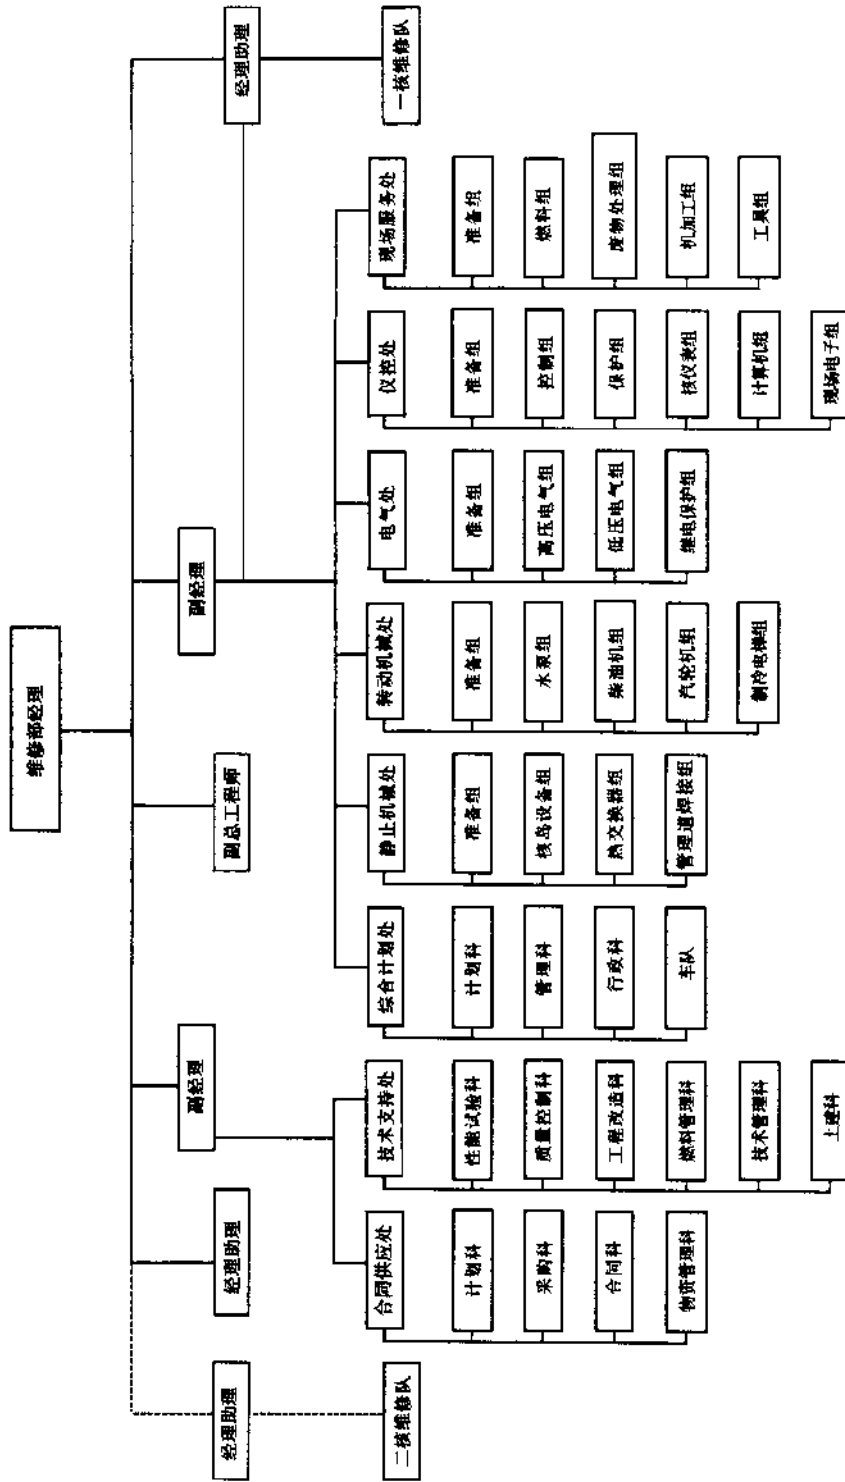 维修部经理
经理助理
经理助理
副经理
副总工程师
副经理
经理助理
二核维修队
合同供应处
技术支持处
综合计划处
静止机械处
转动机械处
电气处
仪控处
现场服务处
一核维修队
计划科
采购科
合同科
物资管理科
性能试验科
质量控制科
工程改造科
燃料管理科
技术管理科
土建科
计划科
管理科
行政科
车队
准备组
核岛设备组
热交换器组
管理道焊接组
准备组
水泵组
柴油机组
汽轮机组
制冷电梯组
准备组
高压电气组
低压电气组
继电保护组
准备组
控制组
保护组
核仪表组
计算机组
现场电子组
准备组
燃料组
废物处理组
机加工组
工具组